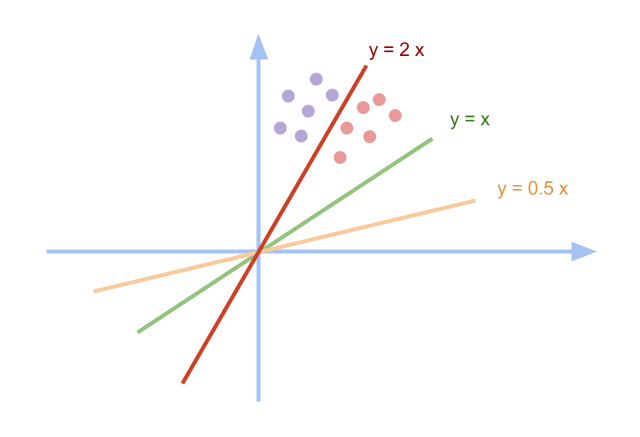 y = 2 x
y = x
y = 0.5 x